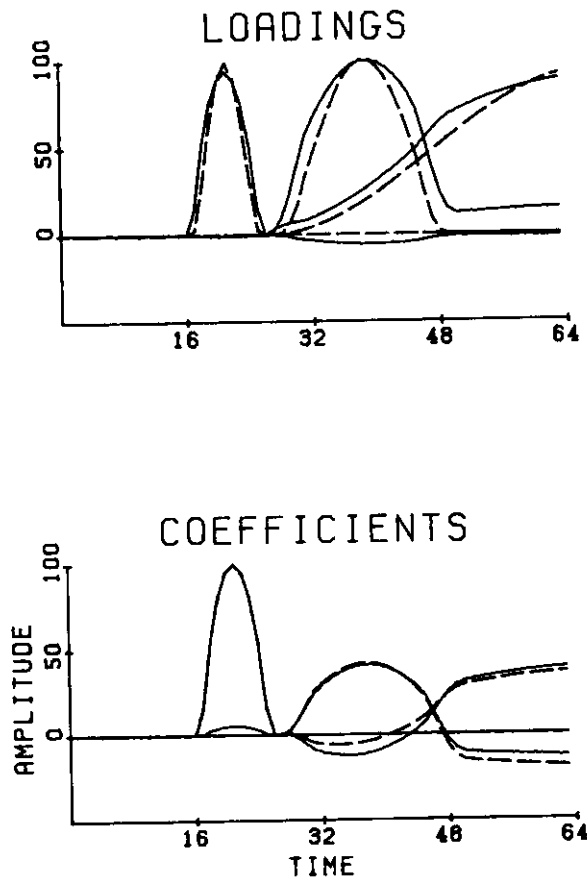 LOADINGS
100
50
0
16 32 48 64
COEFFICIENTS
100
50
0
AMPLITUDE
16 32 48 64
TIME